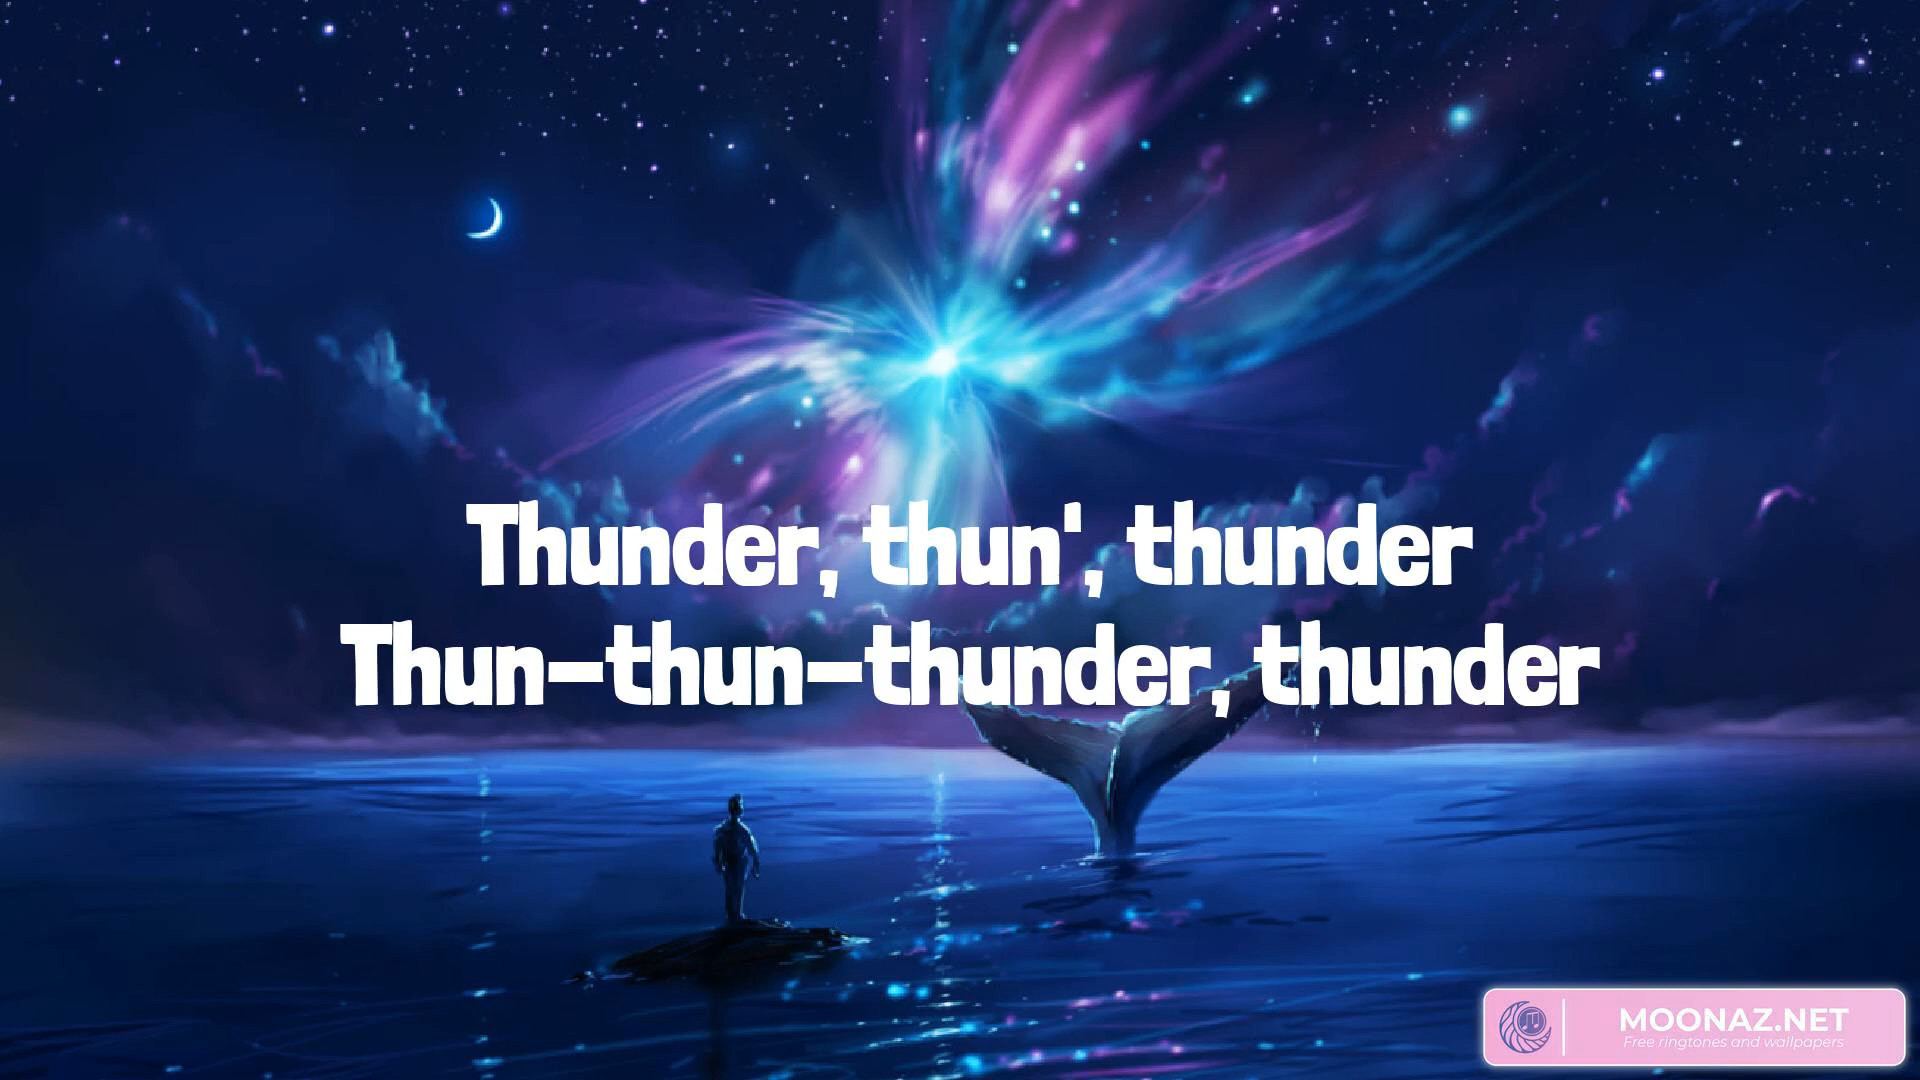 Thunder, thun', thunder
Thun-thun-thunder, thunder
MOONAZ.NET
Free ringtones and wallpapers